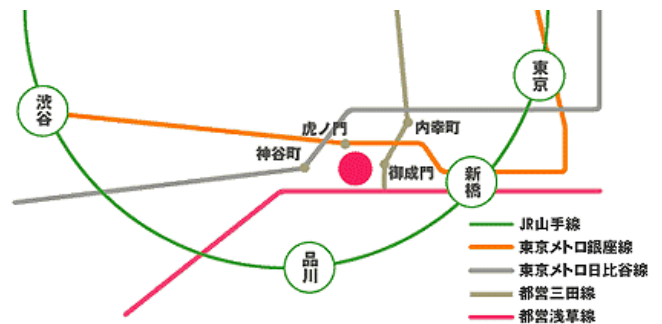 東京
渋谷
虎ノ門
内幸町
神谷町
御成門
新橋
品川
JR山手線
東京メトロ銀座線
東京メトロ日比谷線
都営三田線
都営浅草線